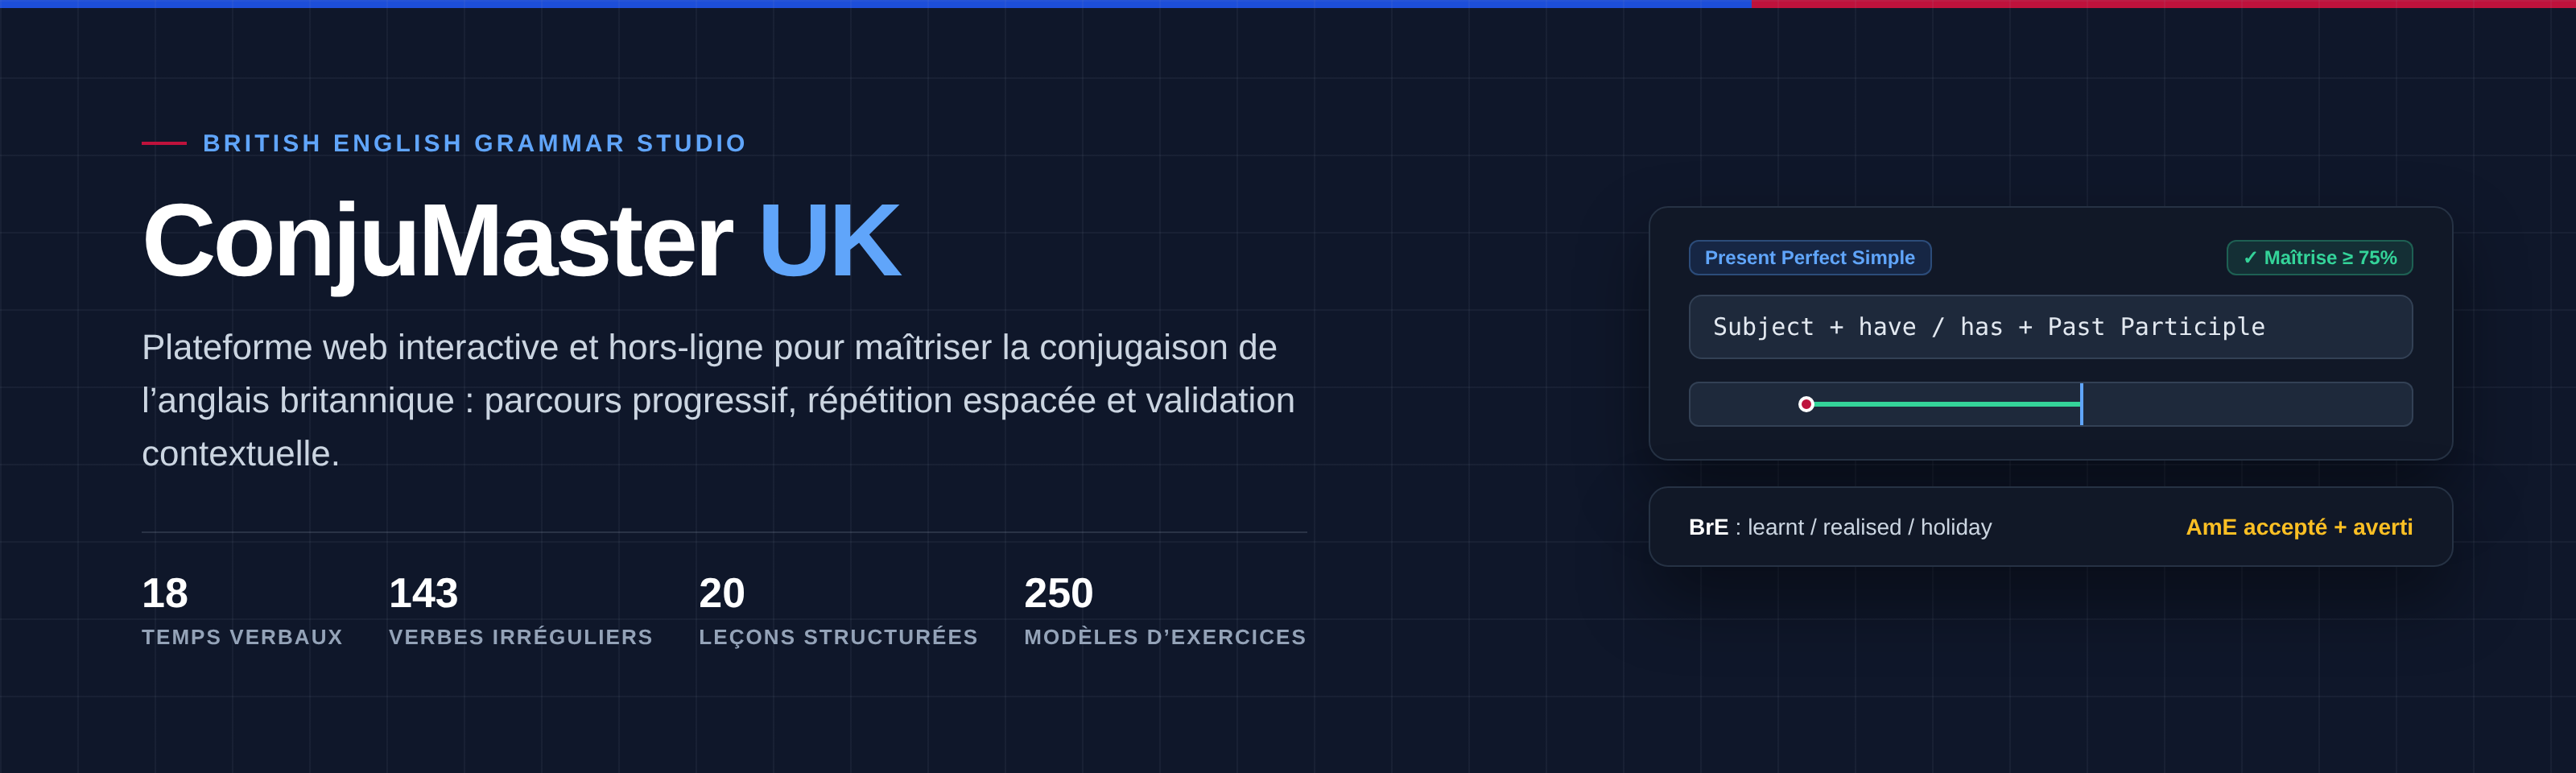 BRITISH ENGLISH GRAMMAR STUDIO
ConjuMaster UK
Plateforme web interactive et hors-ligne pour maîtriser la conjugaison de
l’anglais britannique : parcours progressif, répétition espacée et validation
contextuelle.
18
TEMPS VERBAUX
143
VERBES IRRÉGULIERS
20
LEÇONS STRUCTURÉES
250
MODÈLES D’EXERCICES
Present Perfect Simple
✓ Maîtrise ≥ 75%
Subject + have / has + Past Participle
BrE : learnt / realised / holiday
AmE accepté + averti